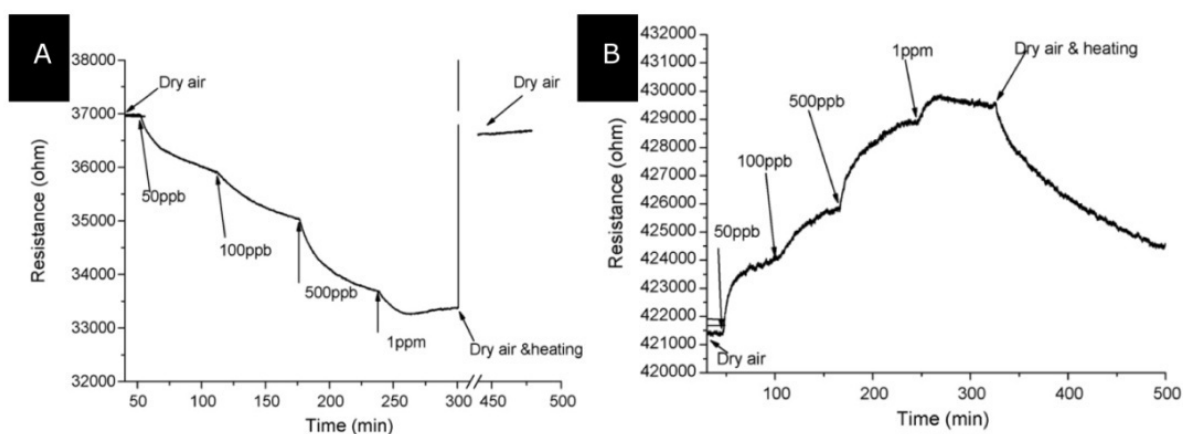 A
38000
37000
36000
35000
34000
33000
32000
Resistance (ohm)
Dry air
50ppb
100ppb
500ppb
1ppm
Dry air &heating
Dry air
50 100 150 200 250 300 450 500
Time (min)
B
432000
431000
430000
429000
428000
427000
426000
425000
424000
423000
422000
421000
420000
Resistance (ohm)
Dry air
50ppb
100ppb
500ppb
1ppm
Dry air & heating
100 200 300 400 500
Time (min)